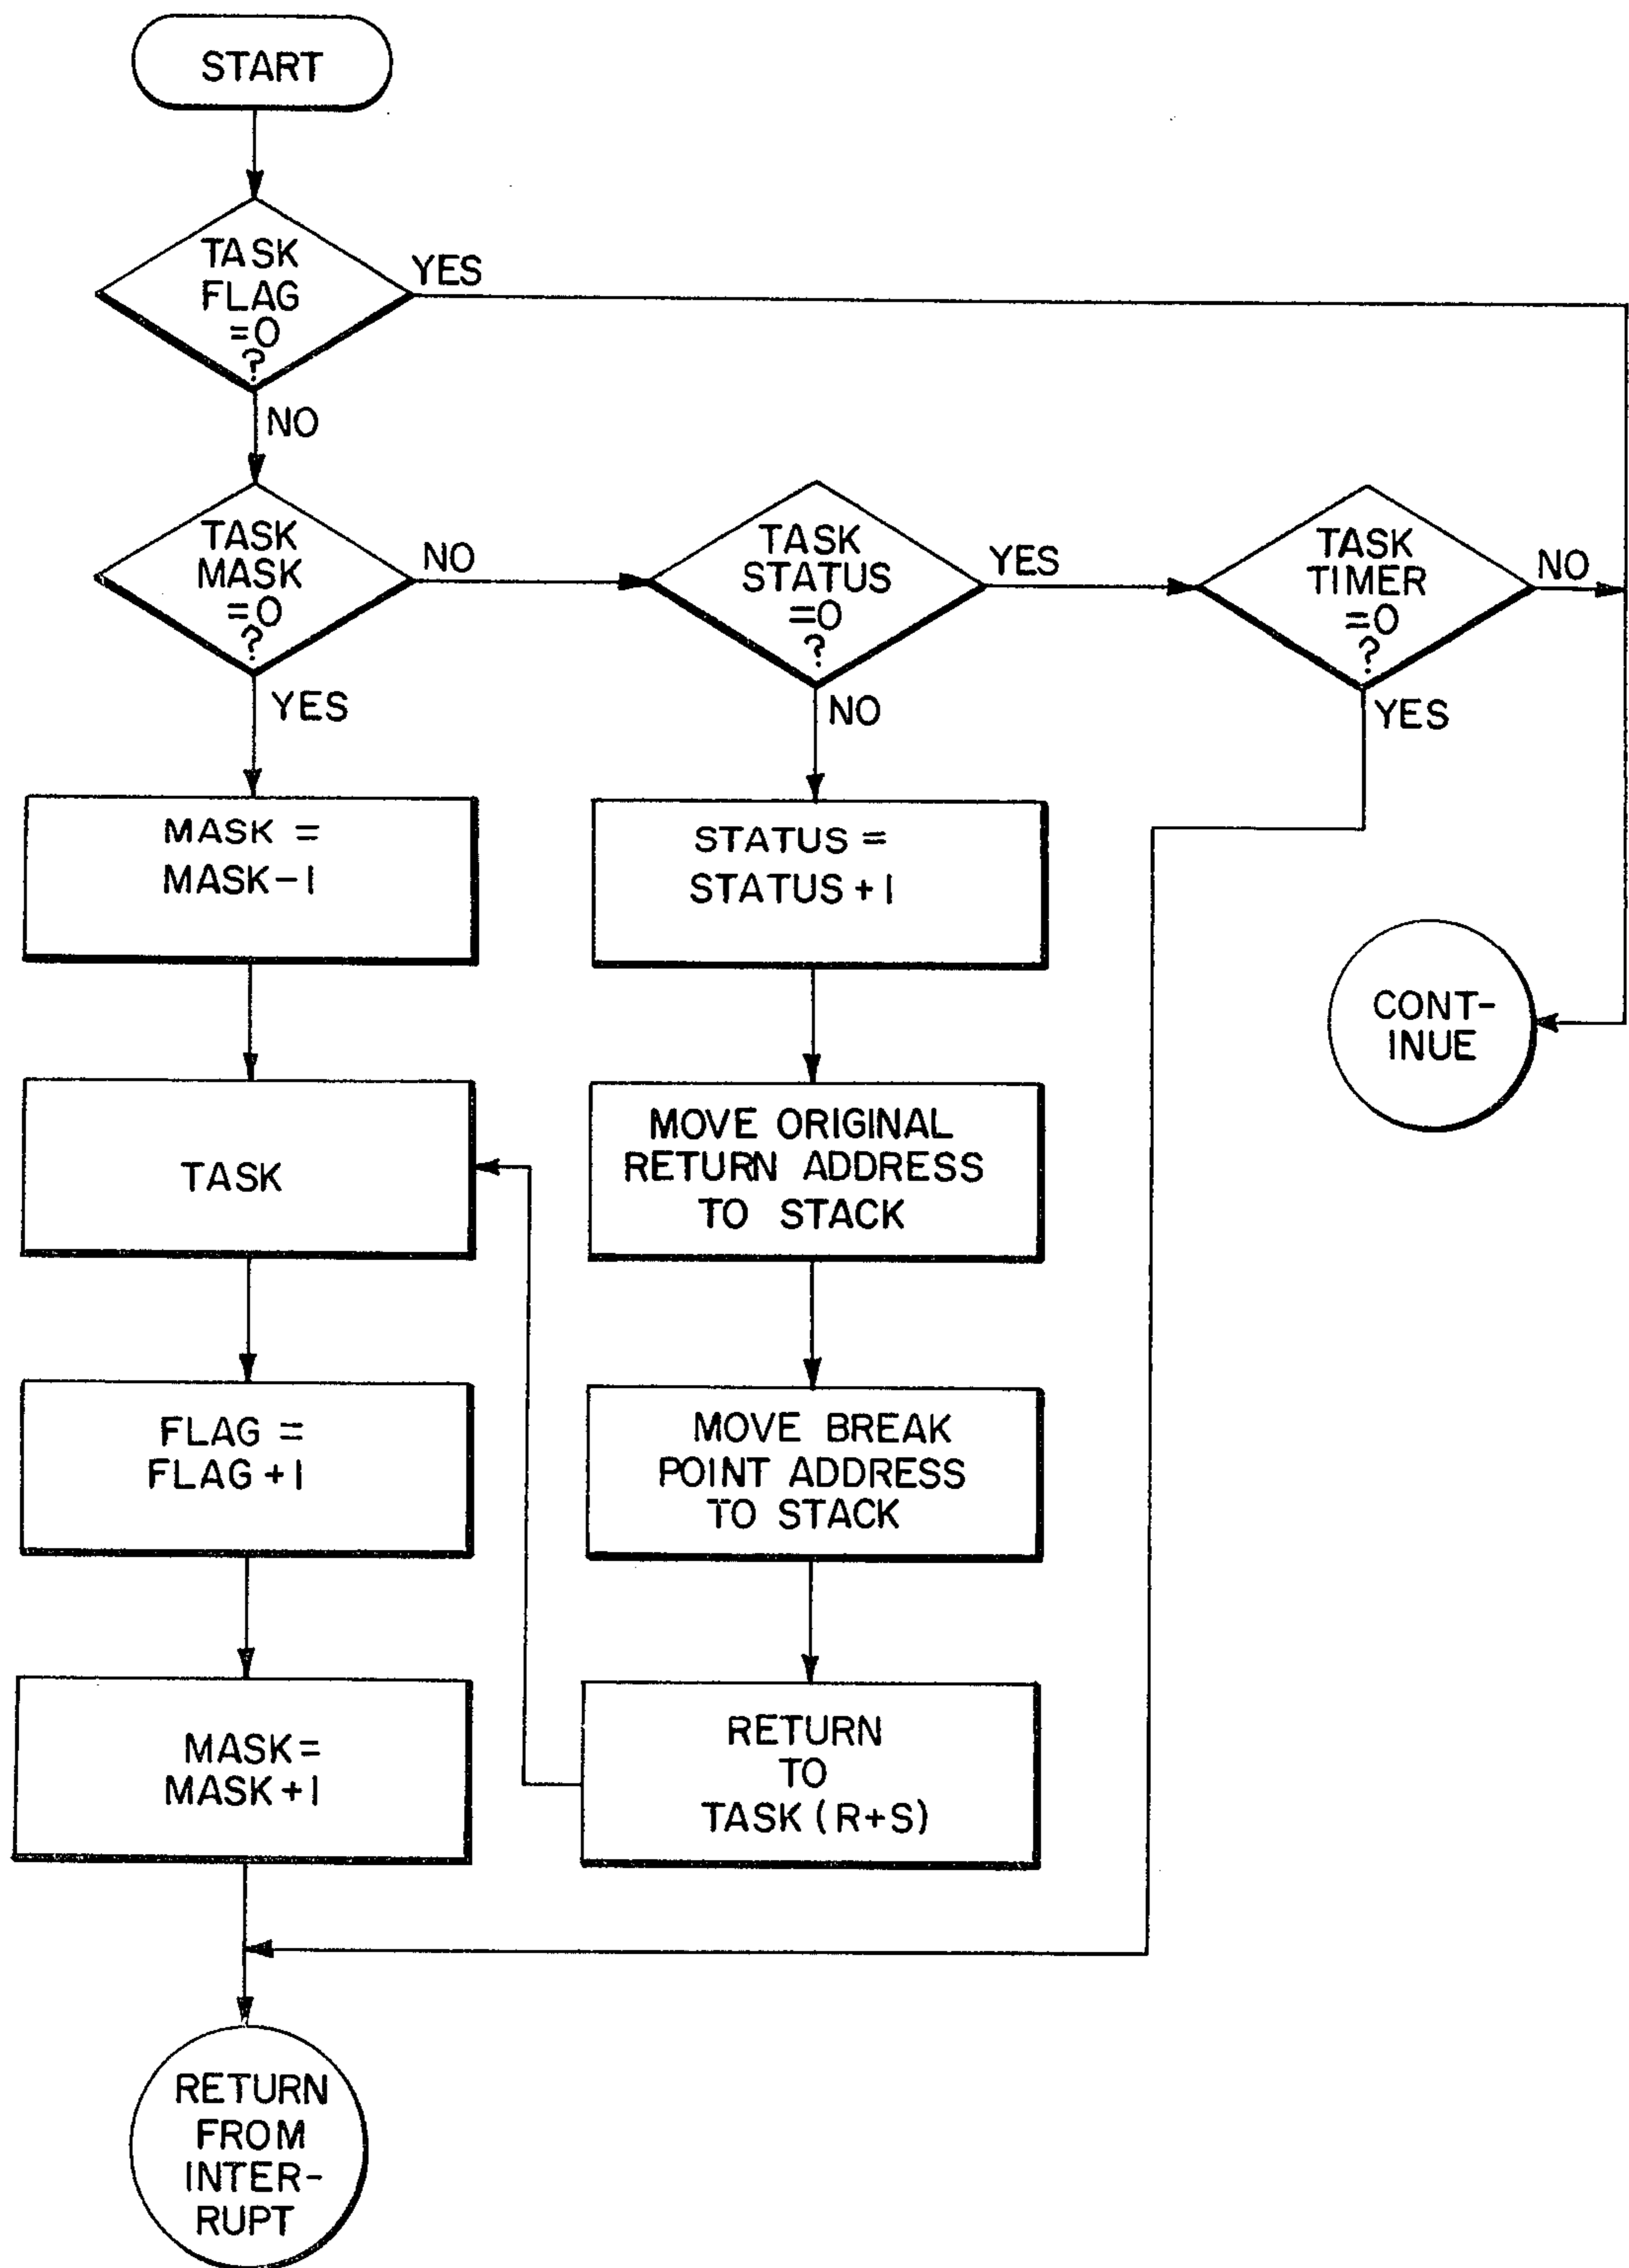 START
TASK
FLAG
=0
?
YES
NO
TASK
MASK
=0
?
NO
YES
TASK
STATUS
=0
?
YES
NO
TASK
TIMER
=0
?
NO
YES
MASK =
MASK-1
STATUS =
STATUS+1
CONT-
INUE
TASK
MOVE ORIGINAL
RETURN ADDRESS
TO STACK
FLAG =
FLAG+1
MOVE BREAK
POINT ADDRESS
TO STACK
MASK=
MASK+1
RETURN
TO
TASK (R+S)
RETURN
FROM
INTER-
RUPT